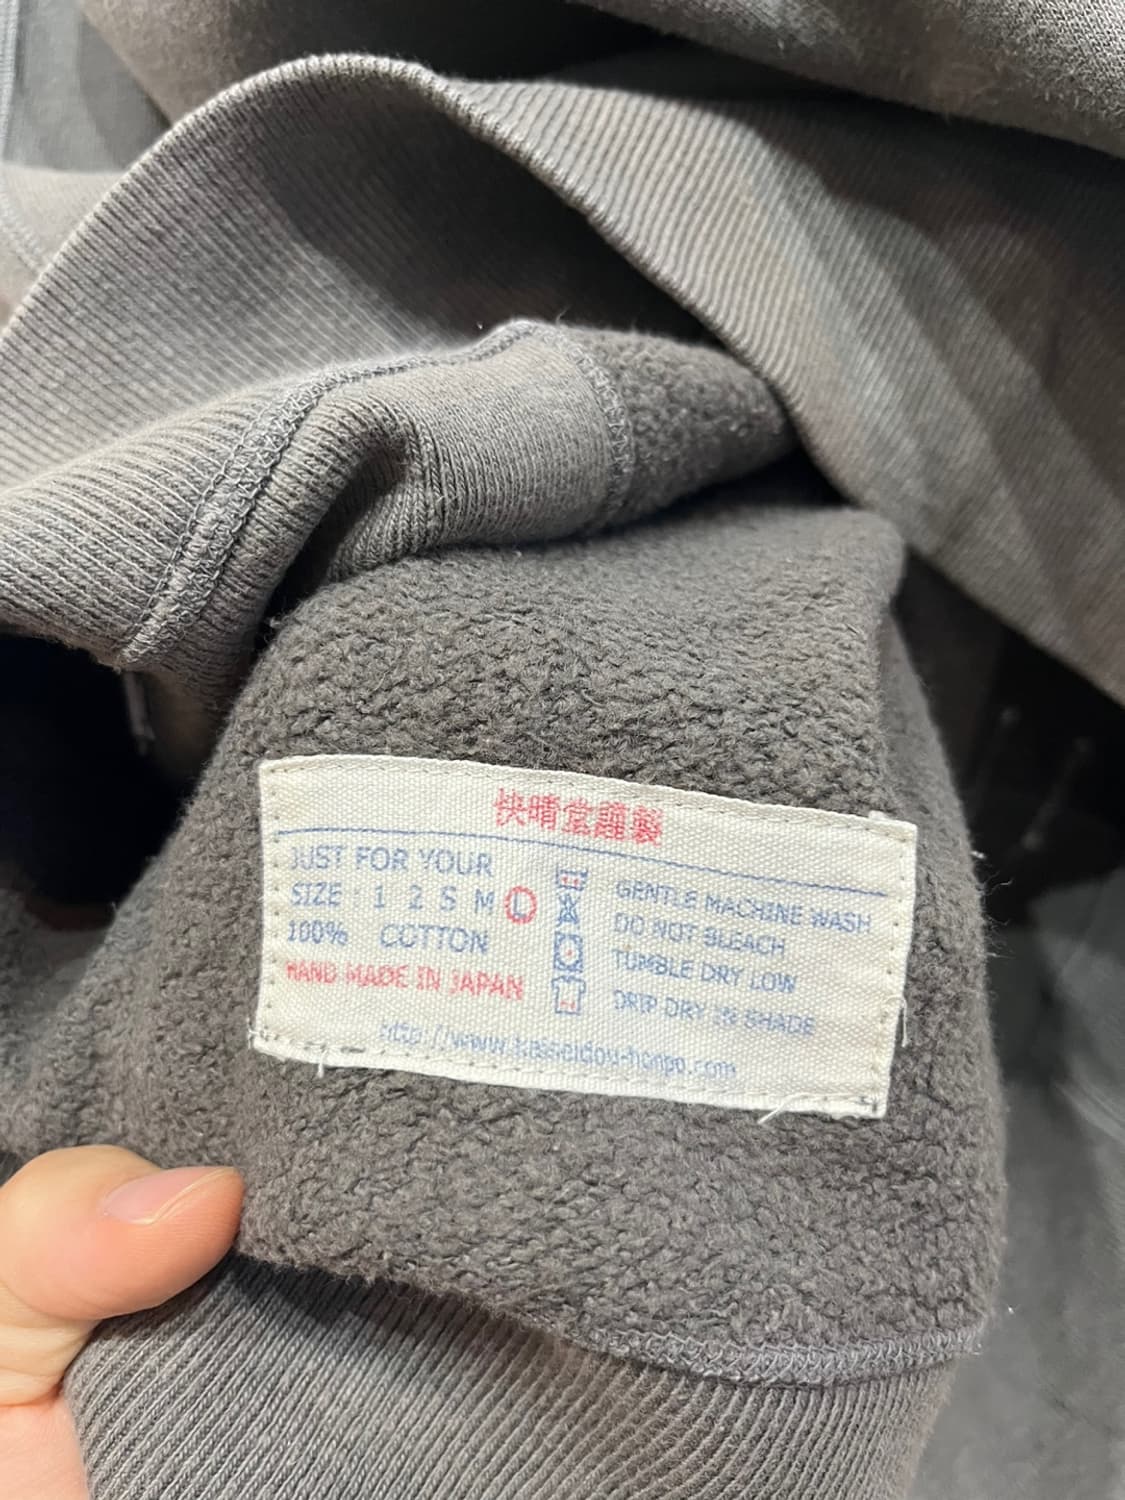 快晴堂謹製
JUST FOR YOUR
SIZE : 1 2 S M L
100% COTTON
HAND MADE IN JAPAN
GENTLE MACHINE WASH
DO NOT BLEACH
TUMBLE DRY LOW
DRIP DRY IN SHADE
http://www.kasseidou-honpo.com